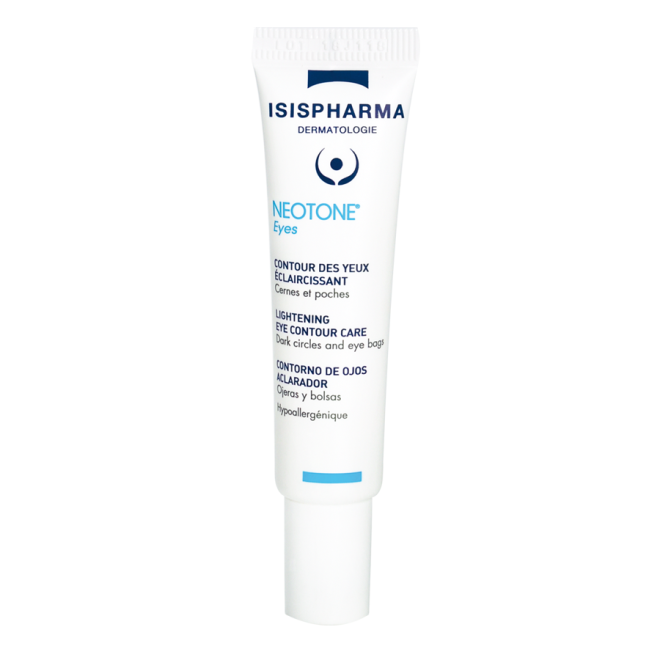 ISISPHARMA
DERMATOLOGIE
NEOTONE®
Eyes
CONTOUR DES YEUX
ÉCLAIRCISSANT
Cernes et poches
LIGHTENING
EYE CONTOUR CARE
Dark circles and eye bags
CONTORNO DE OJOS
ACLARADOR
Ojeras y bolsas
Hypoallergénique